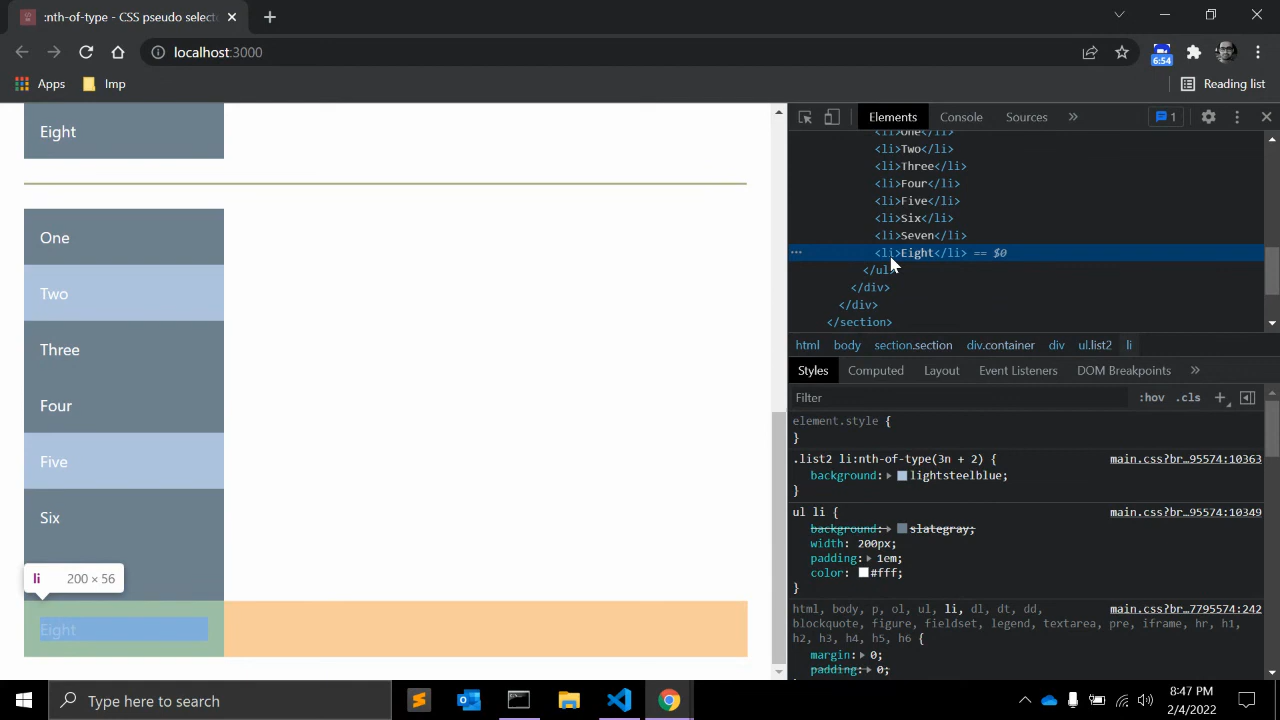 :nth-of-type - CSS pseudo select
localhost:3000
6:54
Apps
Imp
Reading list
Eight
One
Two
Three
Four
Five
Six
li 200 × 56
Eight
Elements
Console
Sources
1
<li>One</li>
<li>Two</li>
<li>Three</li>
<li>Four</li>
<li>Five</li>
<li>Six</li>
<li>Seven</li>
<li>Eight</li> == $0
</ul>
</div>
</div>
</section>
html body section.section div.container div ul.list2 li
Styles Computed Layout Event Listeners DOM Breakpoints
Filter
:hov .cls
element.style {
}
.list2 li:nth-of-type(3n + 2) { main.css?br…95574:10363
background: lightsteelblue;
}
ul li { main.css?br…95574:10349
background: slategray;
width: 200px;
padding: 1em;
color: #fff;
}
html, body, p, ol, ul, li, dl, dt, dd, main.css?br…7795574:242
blockquote, figure, fieldset, legend, textarea, pre, iframe, hr, h1,
h2, h3, h4, h5, h6 {
margin: 0;
padding: 0;
Type here to search
8:47 PM
2/4/2022